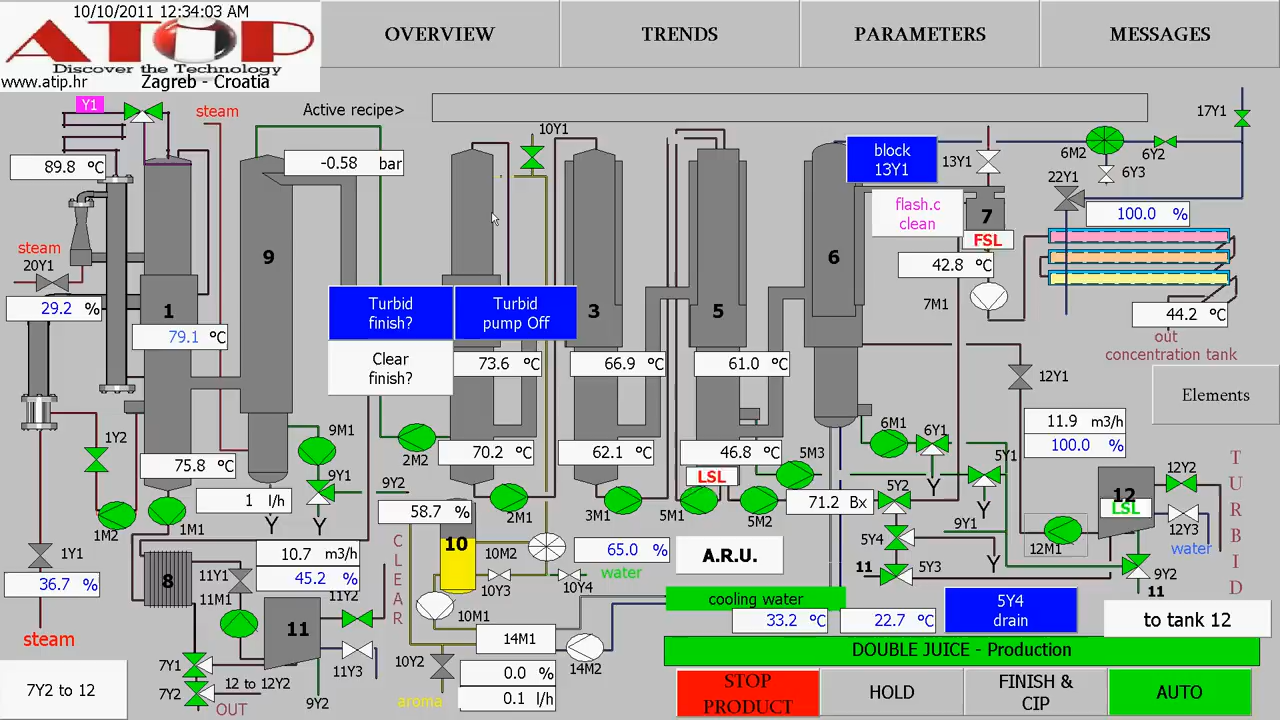 10/10/2011 12:34:03 AM
ATOP
Discover the Technology
www.atip.hr
Zagreb - Croatia
OVERVIEW
TRENDS
PARAMETERS
MESSAGES
Y1
steam
Active recipe>
89.8 °C
-0.58 bar
10Y1
block
13Y1
13Y1
6M2
6Y2
6Y3
17Y1
22Y1
100.0 %
flash.c
clean
7
FSL
42.8 °C
7M1
44.2 °C
out
concentration tank
Elements
steam
20Y1
29.2 %
1
79.1 °C
9
Turbid
finish?
Turbid
pump Off
Clear
finish?
3
5
6
73.6 °C
66.9 °C
61.0 °C
12Y1
11.9 m3/h
100.0 %
1Y2
75.8 °C
9M1
9Y1
1 l/h
Y
Y
2M2
70.2 °C
62.1 °C
46.8 °C
LSL
5M3
6M1
6Y1
5Y1
Y
Y
12
LSL
12Y2
12Y3
water
TURBID
1M2
1M1
9Y2
58.7 %
2M1
3M1
5M1
5M2
71.2 Bx
5Y2
9Y1
12M1
1Y1
36.7 %
steam
8
11Y1
11M1
10.7 m3/h
45.2 %
11Y2
CLEAR
10
10M2
10Y3
65.0 %
water
10Y4
A.R.U.
5Y4
Y
11
5Y3
9Y2
11
11
11Y3
10M1
14M1
14M2
cooling water
33.2 °C
22.7 °C
5Y4
drain
to tank 12
DOUBLE JUICE - Production
7Y2 to 12
7Y1
7Y2
12 to 12Y2
OUT
9Y2
10Y2
aroma
0.0 %
0.1 l/h
STOP
PRODUCT
HOLD
FINISH &
CIP
AUTO